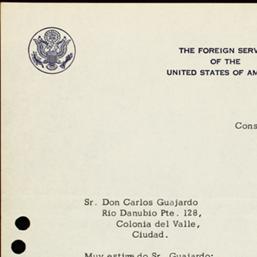 THE FOREIGN SERV
OF THE
UNITED STATES OF AM
Cons
Sr. Don Carlos Guajardo
Rio Danubio Pte. 128,
Colonia del Valle,
Ciudad.
Muy estimado Sr. Guajardo: